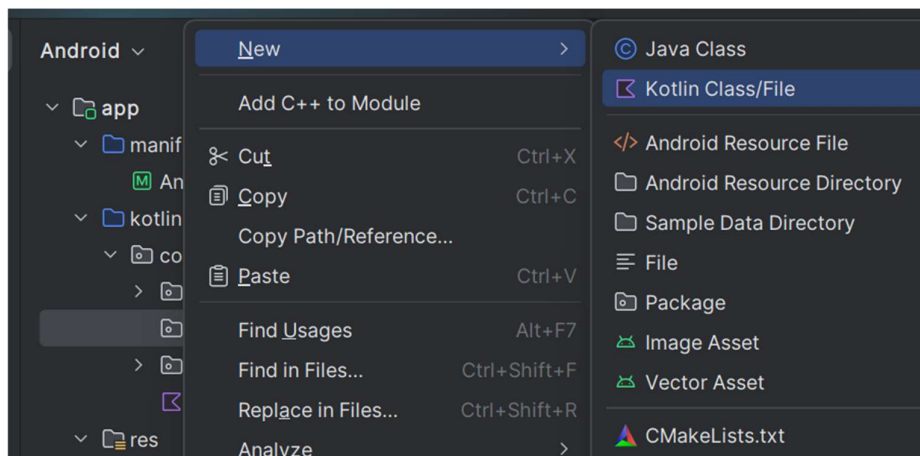 Android
app
manif
M An
kotlin
co
res
New
Add C++ to Module
Cut Ctrl+X
Copy Ctrl+C
Copy Path/Reference...
Paste Ctrl+V
Find Usages Alt+F7
Find in Files... Ctrl+Shift+F
Replace in Files... Ctrl+Shift+R
Analyze
C Java Class
Kotlin Class/File
</> Android Resource File
Android Resource Directory
Sample Data Directory
File
Package
Image Asset
Vector Asset
CMakeLists.txt